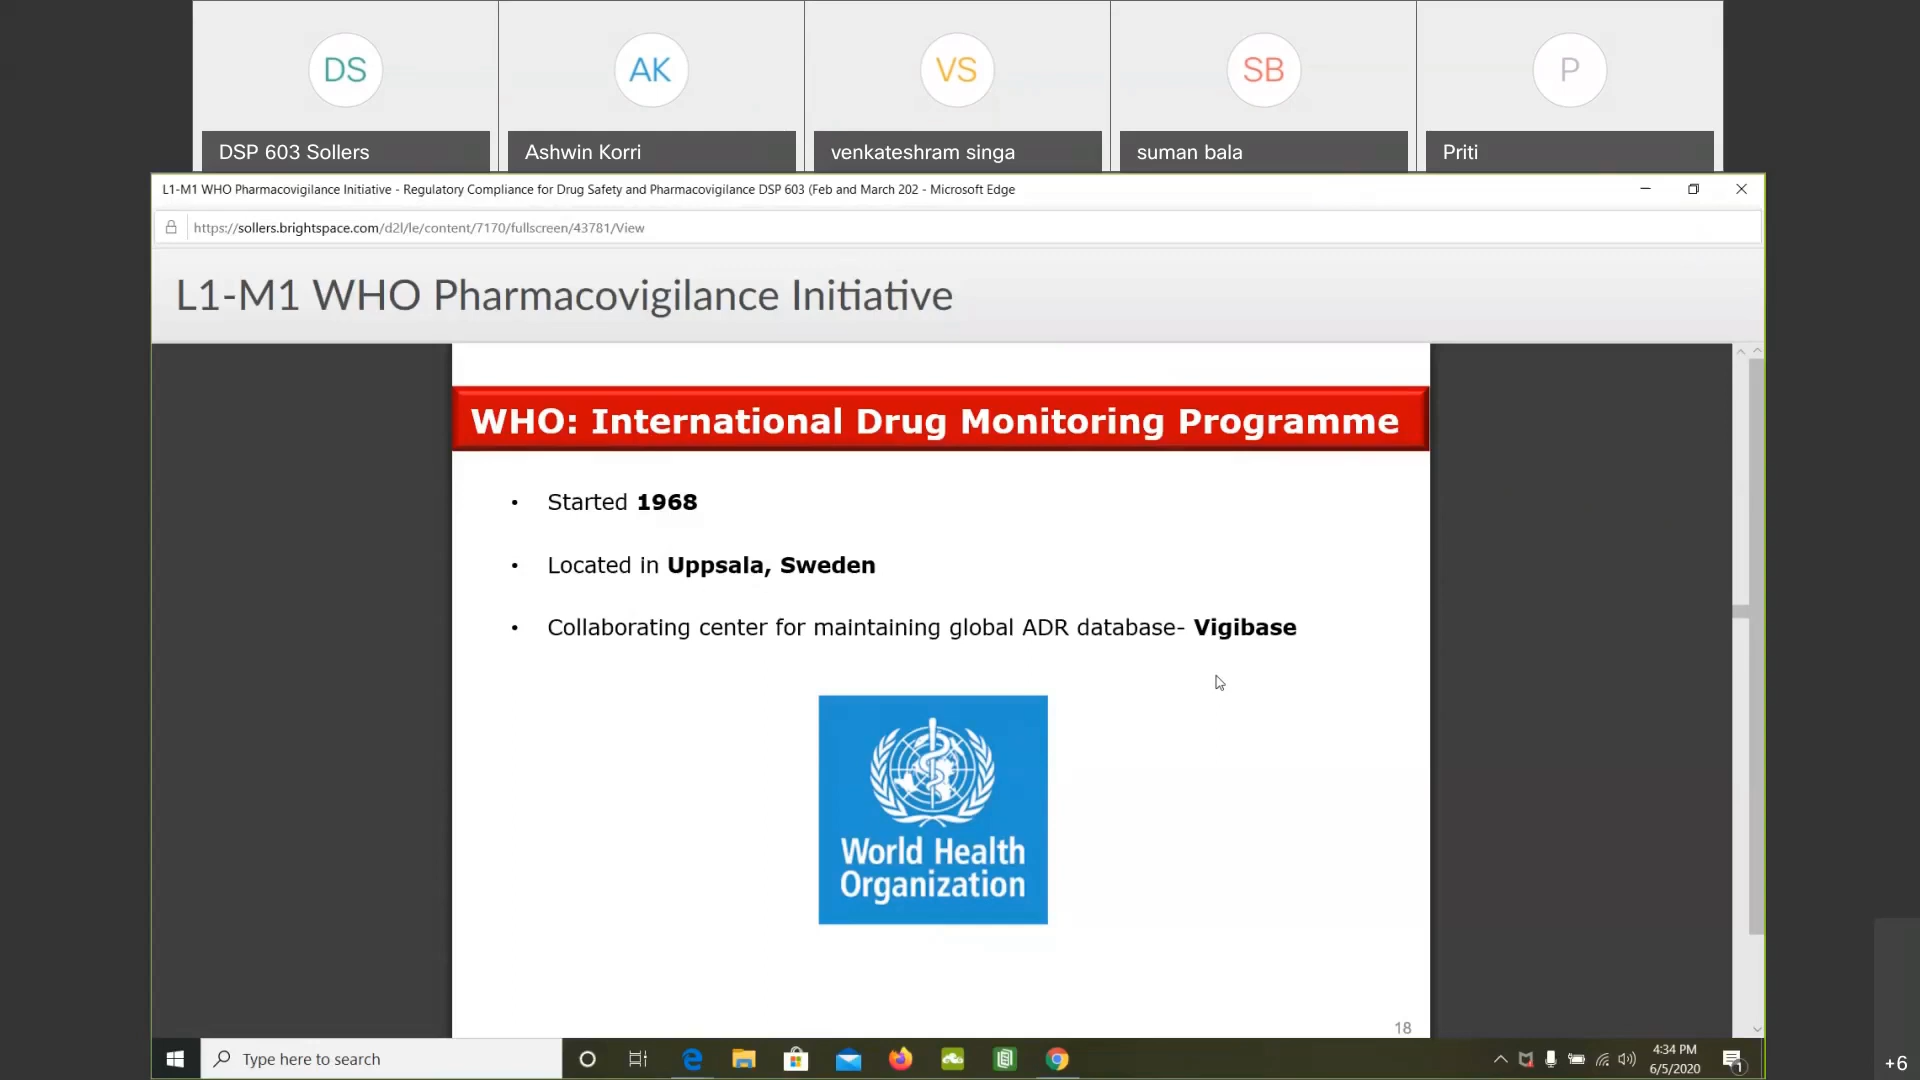 DS
AK
VS
SB
P
DSP 603 Sollers
Ashwin Korri
venkateshram singa
suman bala
Priti
L1-M1 WHO Pharmacovigilance Initiative - Regulatory Compliance for Drug Safety and Pharmacovigilance DSP 603 (Feb and March 202 - Microsoft Edge
https://sollers.brightspace.com/d2l/le/content/7170/fullscreen/43781/View
L1-M1 WHO Pharmacovigilance Initiative
WHO: International Drug Monitoring Programme
• Started 1968
• Located in Uppsala, Sweden
• Collaborating center for maintaining global ADR database- Vigibase
World Health
Organization
18
Type here to search
4:34 PM
6/5/2020
1
+6